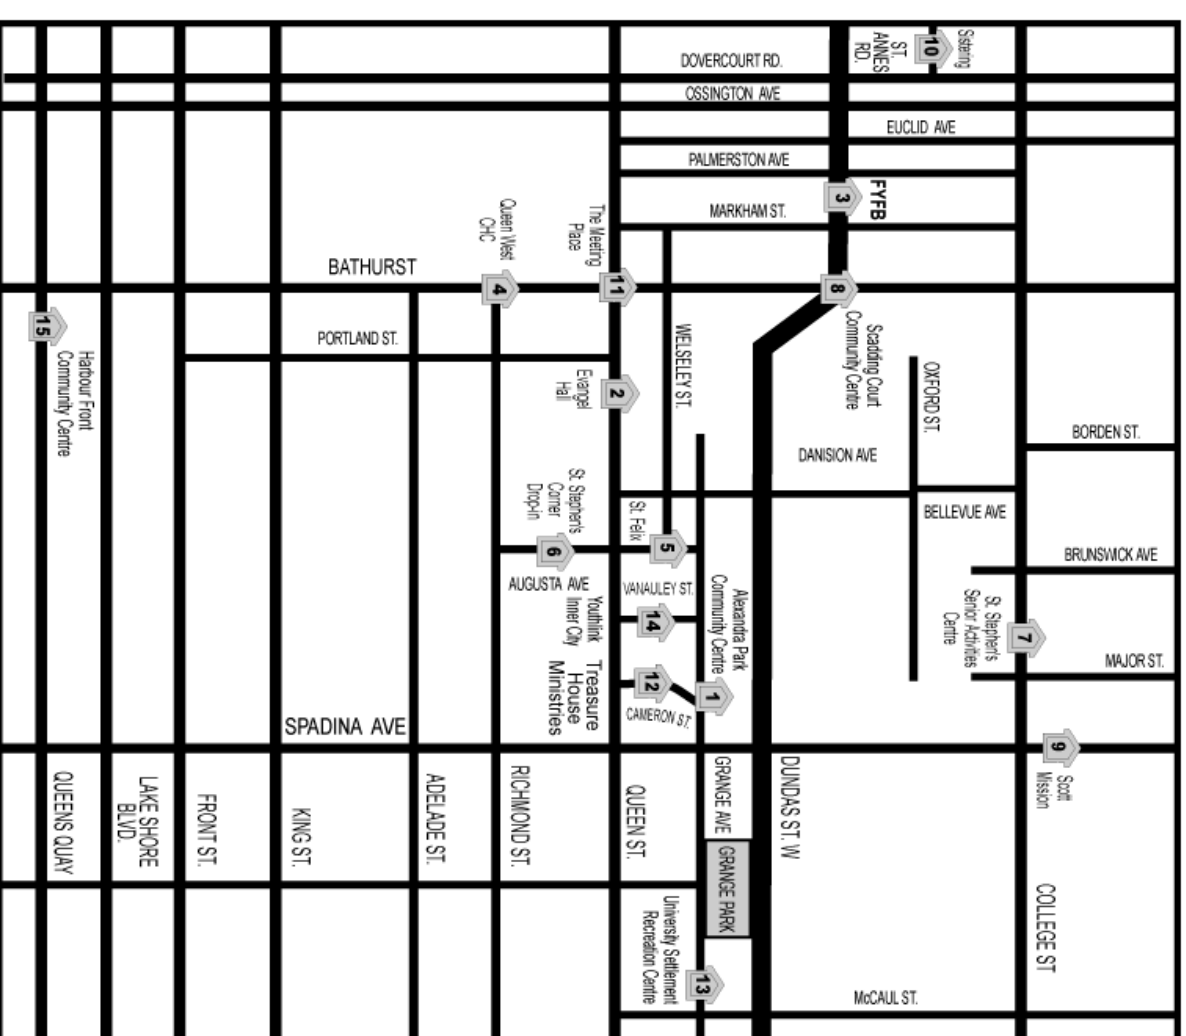 Sistering
10
ST.
ANNES
RD.
DOVERCOURT RD.
OSSINGTON AVE
EUCLID AVE
PALMERSTON AVE
3
FYFB
MARKHAM ST.
Queen West
CHC
4
The Meeting
Place
11
BATHURST
8
Scadding Court
Community Centre
15
Harbour Front
Community Centre
PORTLAND ST.
WELSELEY ST.
Evangel
Hall
2
OXFORD ST.
BORDEN ST.
DANISION AVE
St. Stephen's
Corner
Drop-in
6
St. Felix
5
BELLEVUE AVE
BRUNSWICK AVE
AUGUSTA AVE
VANAULEY ST.
Alexandra Park
Community Centre
1
Youthlink
Inner City
14
St. Stephen's
Senior Activities
Centre
7
MAJOR ST.
Treasure
House
Ministries
12
CAMERON ST.
SPADINA AVE
9
Scott
Mission
QUEENS QUAY
LAKE SHORE
BLVD.
FRONT ST.
KING ST.
ADELADE ST.
RICHMOND ST.
QUEEN ST.
GRANGE AVE
DUNDAS ST. W
GRANGE PARK
COLLEGE ST
University Settlement
Recreation Centre
13
McCAUL ST.